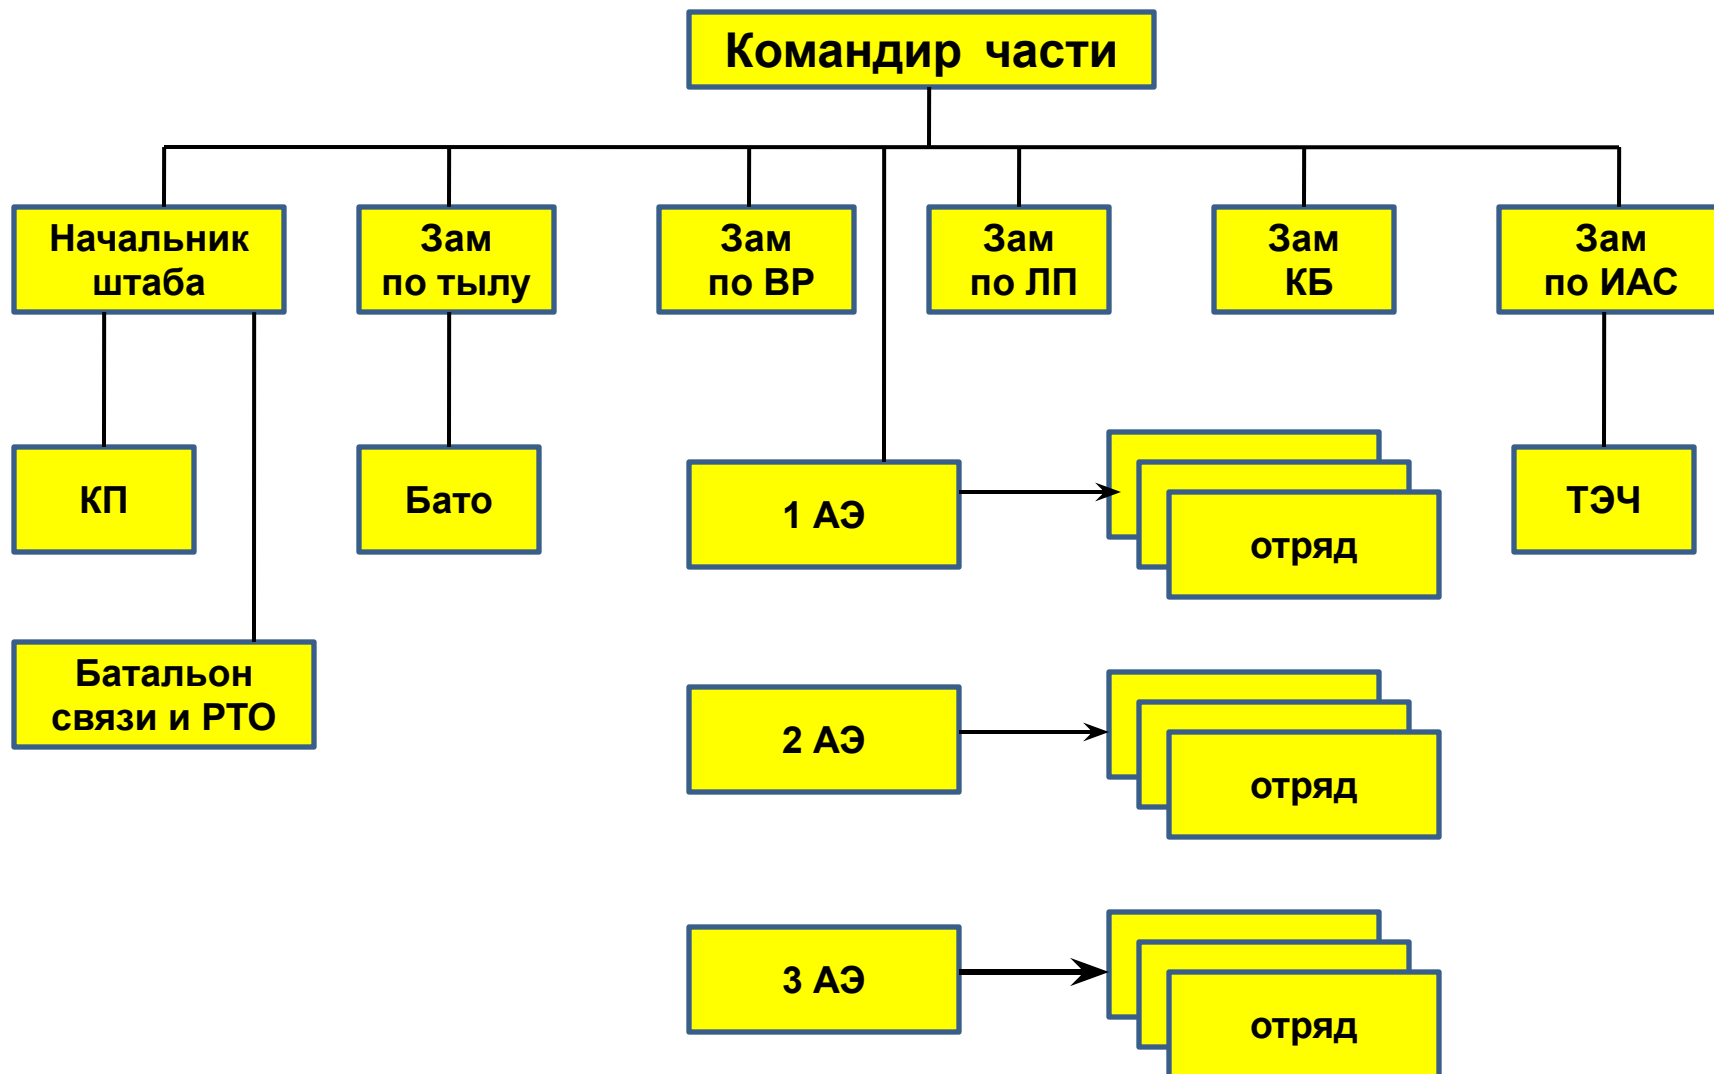 Командир части
Начальник
штаба
Зам
по тылу
Зам
по ВР
Зам
по ЛП
Зам
КБ
Зам
по ИАС
КП
Бато
1 АЭ
отряд
ТЭЧ
Батальон
связи и РТО
2 АЭ
отряд
3 АЭ
отряд